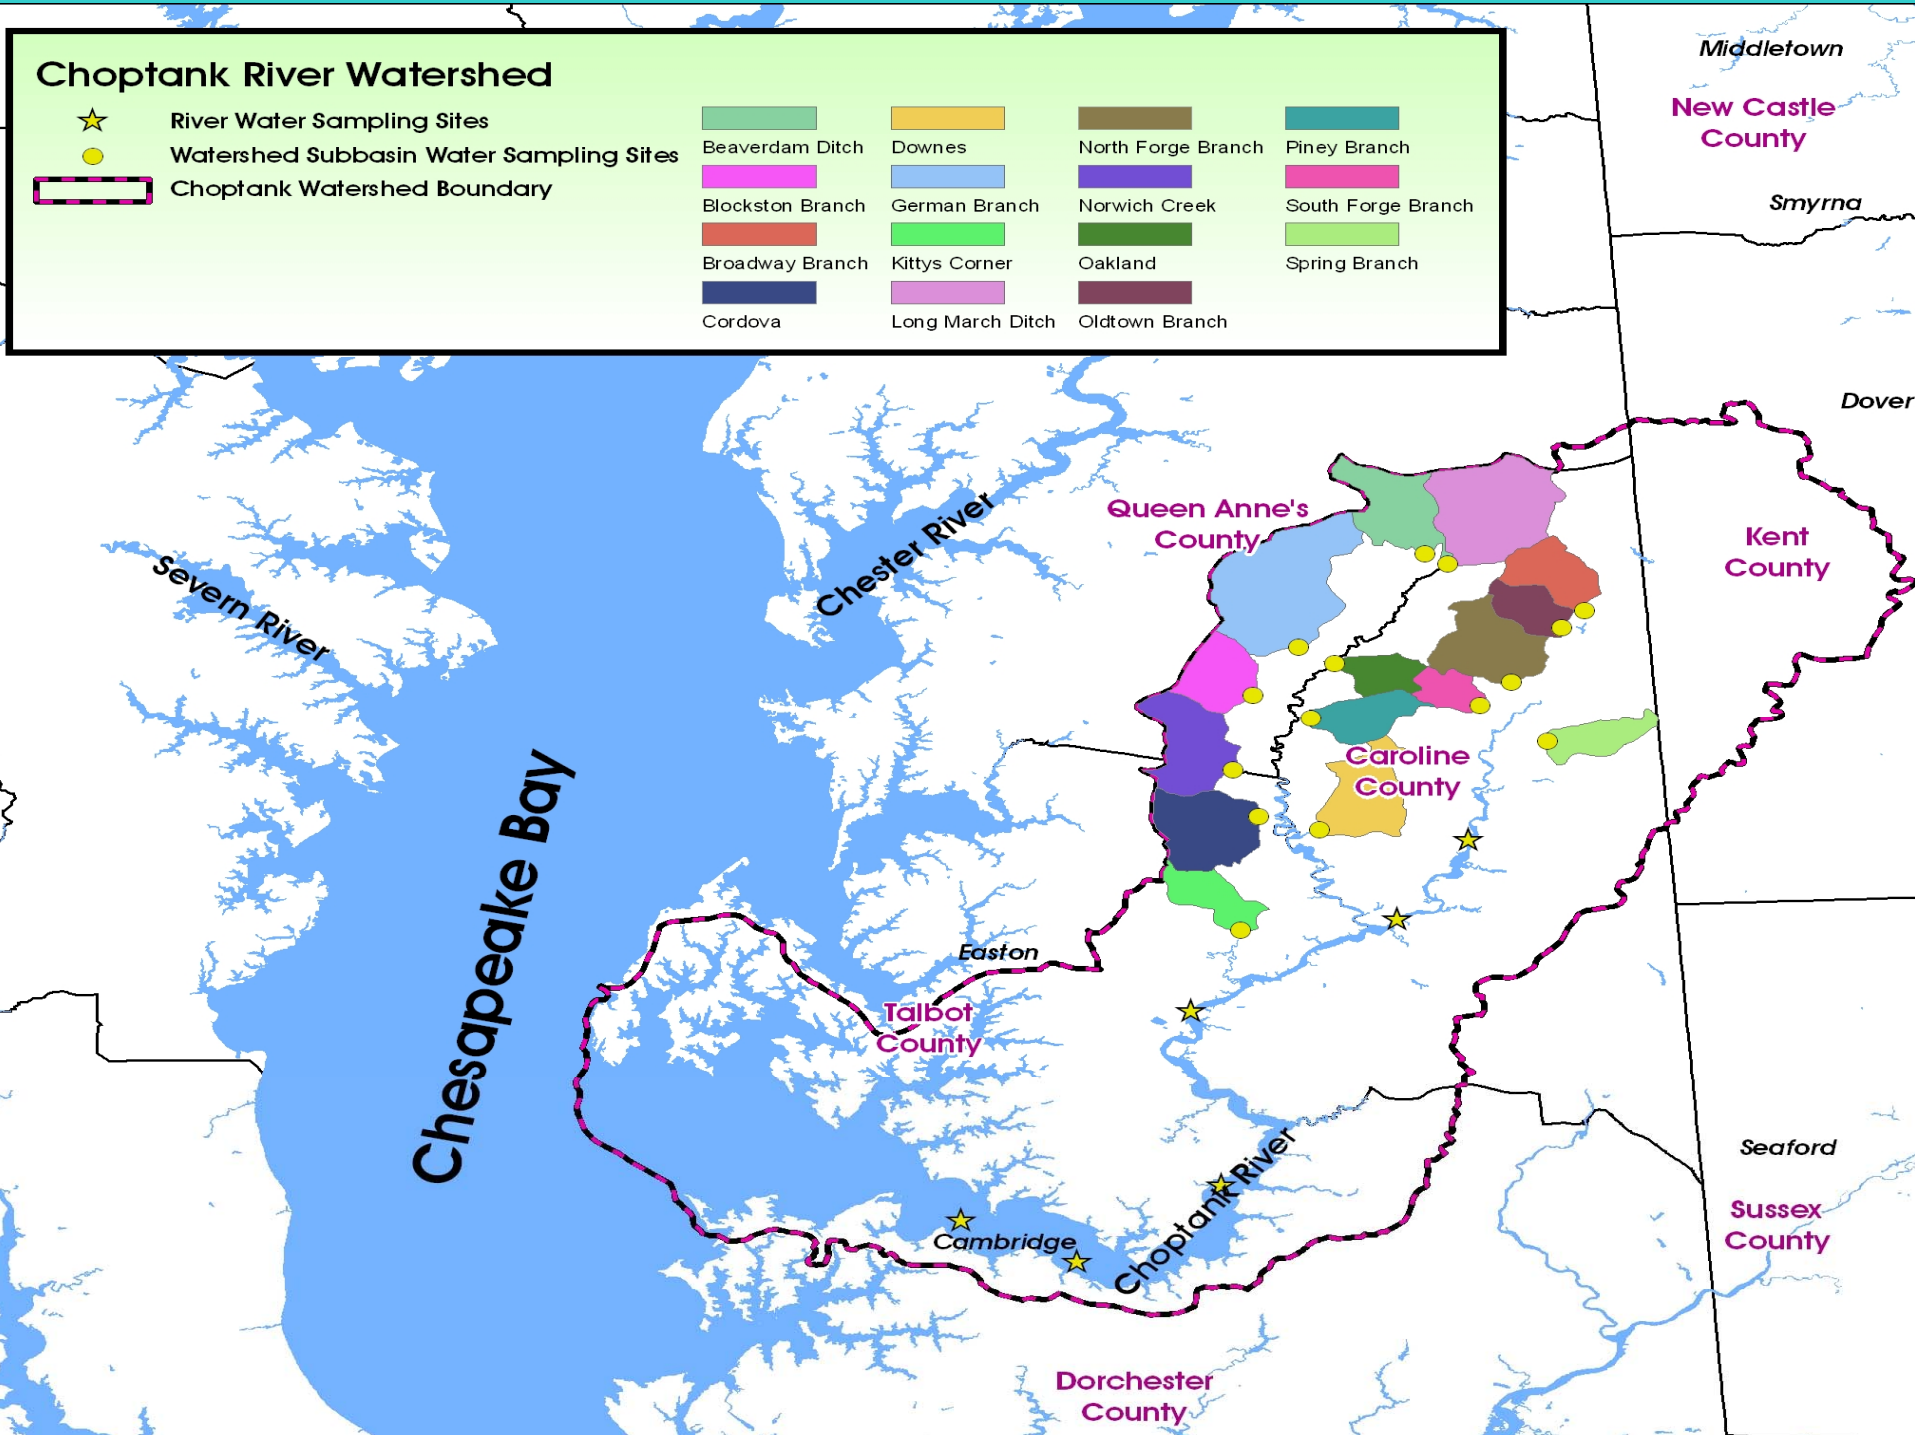 Choptank River Watershed
River Water Sampling Sites
Watershed Subbasin Water Sampling Sites
Choptank Watershed Boundary
Beaverdam Ditch
Downes
North Forge Branch
Piney Branch
Blockston Branch
German Branch
Norwich Creek
South Forge Branch
Broadway Branch
Kittys Corner
Oakland
Spring Branch
Cordova
Long March Ditch
Oldtown Branch
Middletown
New Castle
County
Smyrna
Dover
Queen Anne's
County
Kent
County
Chester River
Severn River
Caroline
County
Chesapeake Bay
Easton
Talbot
County
Choptank River
Cambridge
Seaford
Sussex
County
Dorchester
County